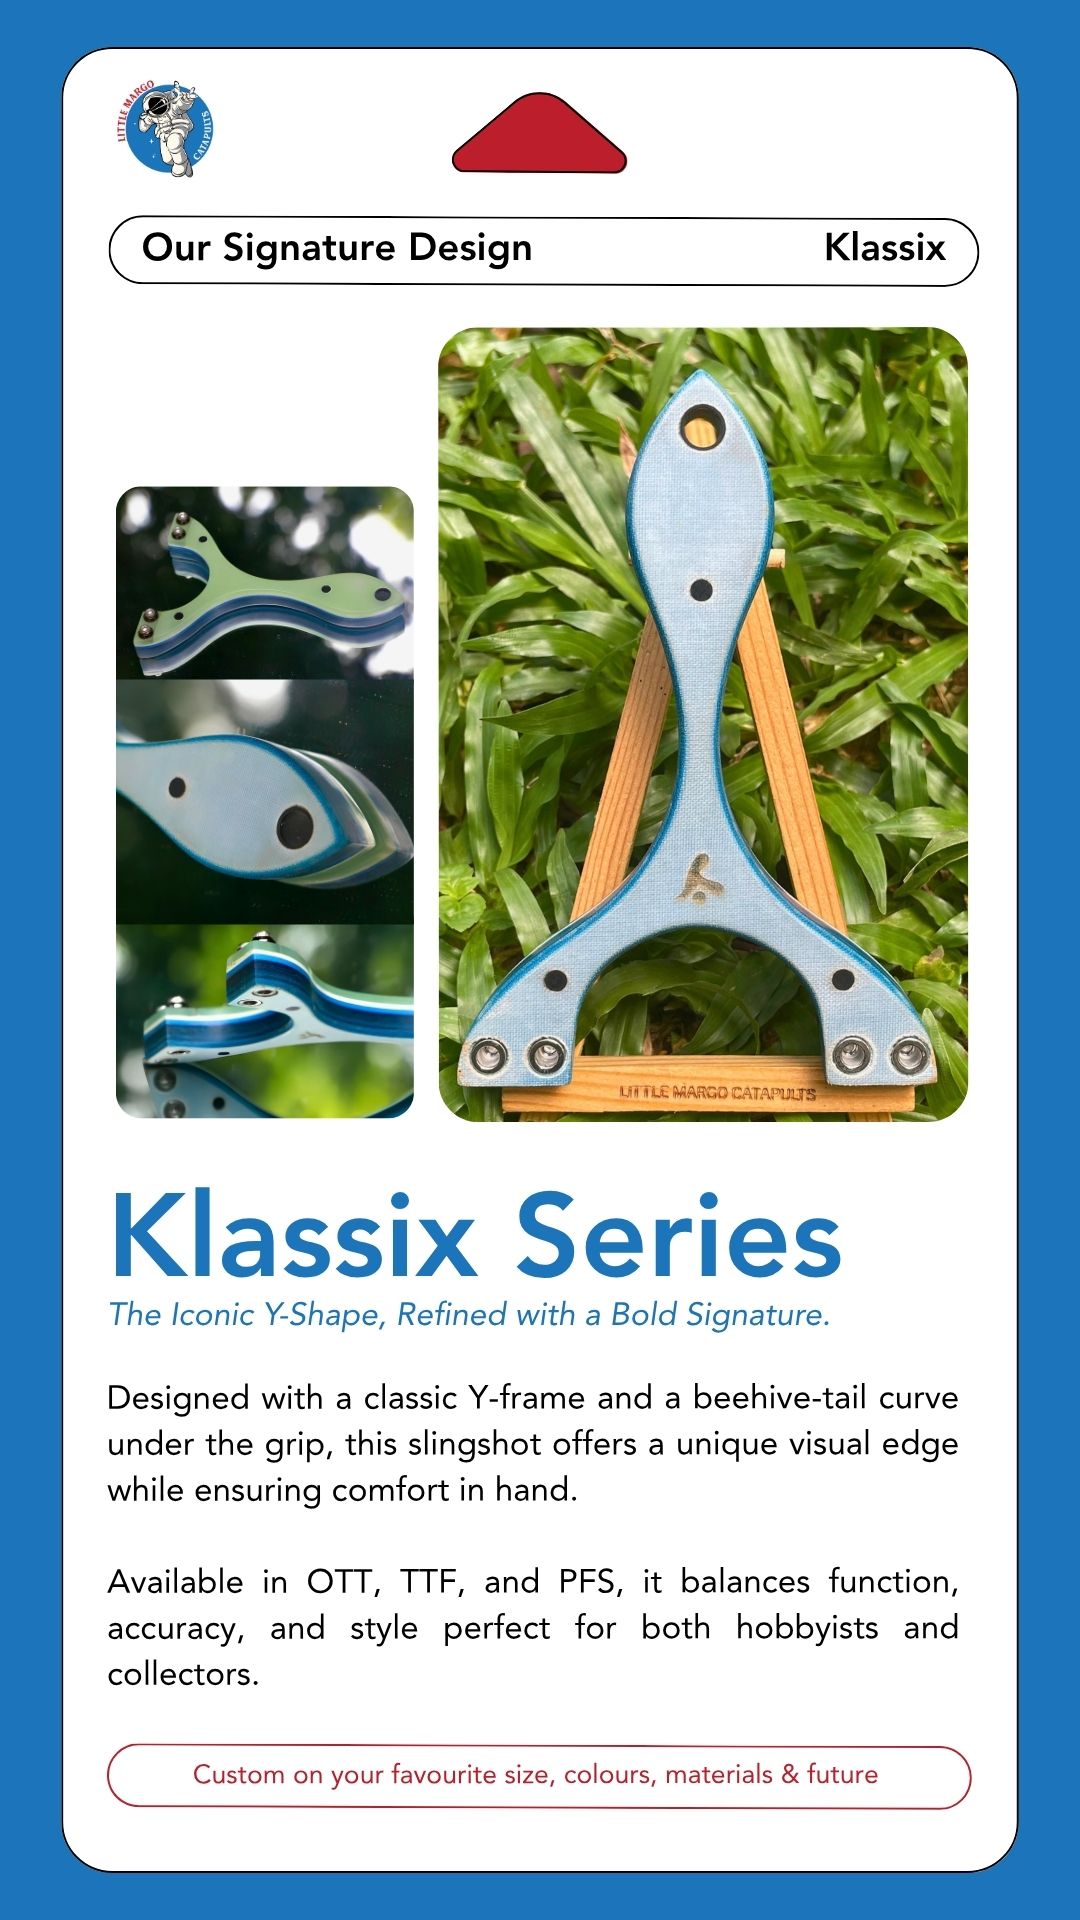 LITTLE MARGO
CATAPULTS
Our Signature Design
Klassix
LITTLE MARGO CATAPULTS
Klassix Series
The Iconic Y-Shape, Refined with a Bold Signature.
Designed with a classic Y-frame and a beehive-tail curve
under the grip, this slingshot offers a unique visual edge
while ensuring comfort in hand.
Available in OTT, TTF, and PFS, it balances function,
accuracy, and style perfect for both hobbyists and
collectors.
Custom on your favourite size, colours, materials & future